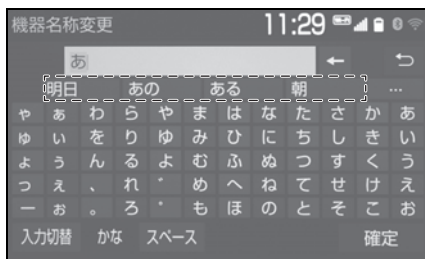 機器名称変更 11:29
あ ←
明日 あの ある 朝 ...
ゃ ぁ わ ら や ま は な た さ か あ
ゅ ぃ を り ゆ み ひ に ち し き い
ょ ぅ ん る よ む ふ ぬ つ す く う
っ ぇ 、 れ ゛ め へ ね て せ け え
ー ぉ 。 ろ ゜ も ほ の と そ こ お
入力切替 かな スペース 確定